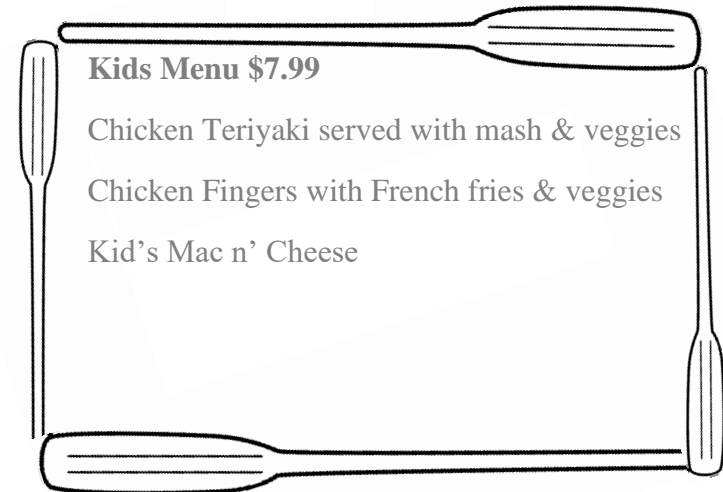 Kids Menu $7.99
Chicken Teriyaki served with mash & veggies
Chicken Fingers with French fries & veggies
Kid’s Mac n’ Cheese